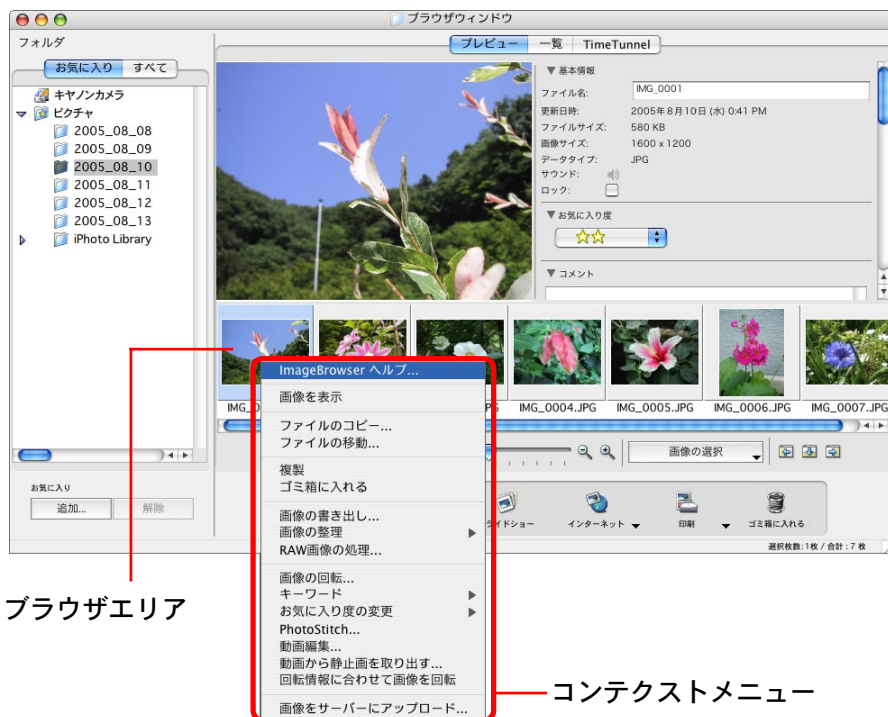 ブラウザウィンドウ
フォルダ
お気に入り すべて
プレビュー 一覧 TimeTunnel
キヤノンカメラ
ピクチャ
2005_08_08
2005_08_09
2005_08_10
2005_08_11
2005_08_12
2005_08_13
iPhoto Library
お気に入り
追加... 解除
基本情報
ファイル名: IMG_0001
更新日時: 2005年8月10日 (水) 0:41 PM
ファイルサイズ: 580 KB
画像サイズ: 1600 x 1200
データタイプ: JPG
サウンド:
ロック:
お気に入り度
コメント
IMG_0004.JPG IMG_0005.JPG IMG_0006.JPG IMG_0007.JPG
画像の選択
インターネット 印刷 ゴミ箱に入れる
選択枚数:1枚 / 合計:7 枚
ImageBrowser ヘルプ...
画像を表示
ファイルのコピー...
ファイルの移動...
複製
ゴミ箱に入れる
画像の書き出し...
画像の整理
RAW画像の処理...
画像の回転...
キーワード
お気に入り度の変更
PhotoStitch...
動画編集...
動画から静止画を取り出す...
回転情報に合わせて画像を回転
画像をサーバーにアップロード...
ブラウザエリア
コンテクストメニュー